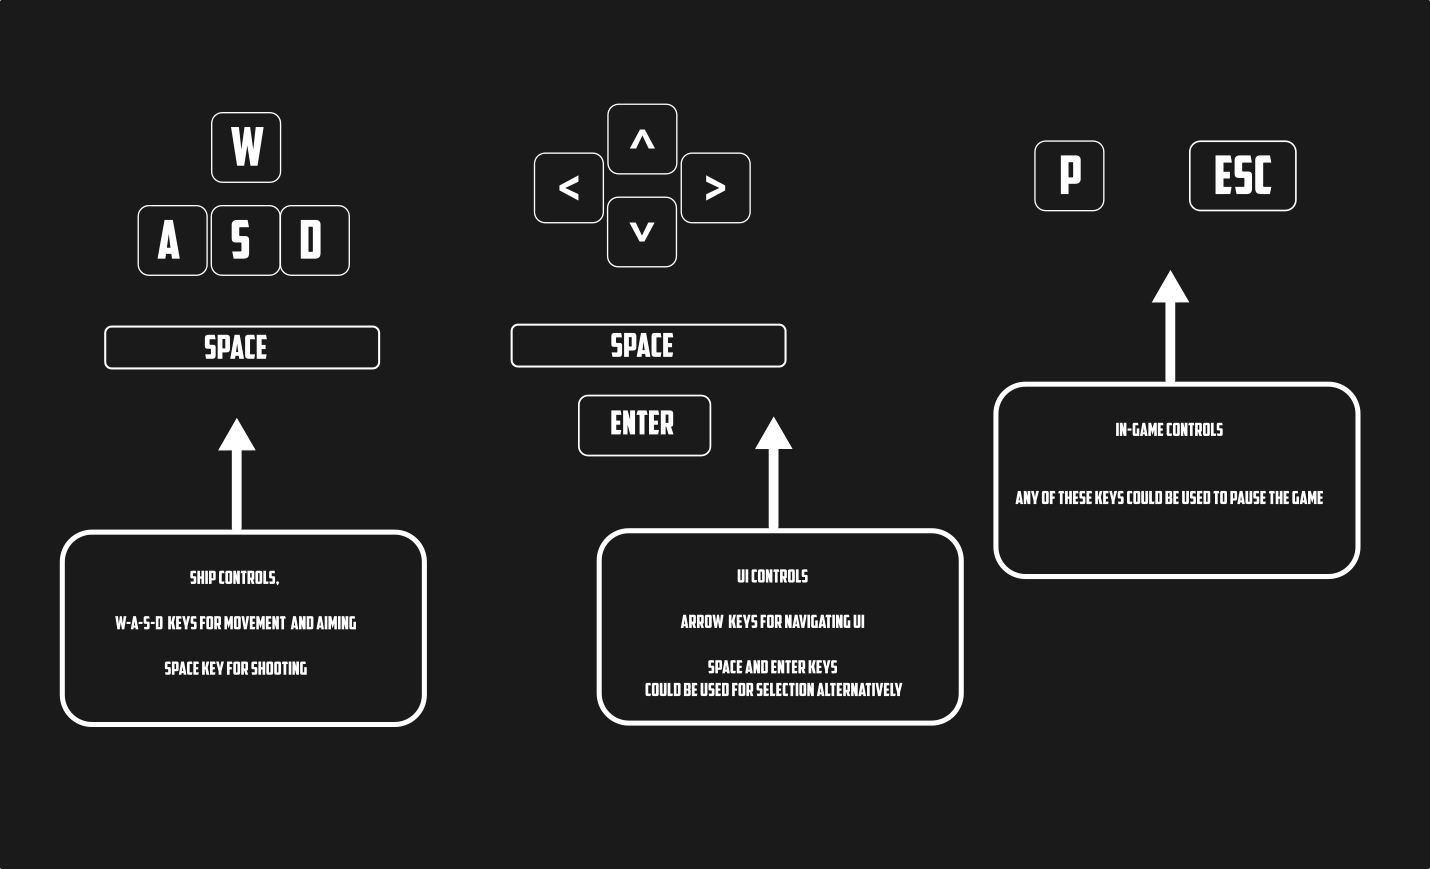 W
A S D
SPACE
SHIP CONTROLS,
W-A-S-D KEYS FOR MOVEMENT AND AIMING
SPACE KEY FOR SHOOTING
^
< >
V
SPACE
ENTER
UI CONTROLS
ARROW KEYS FOR NAVIGATING UI
SPACE AND ENTER KEYS
COULD BE USED FOR SELECTION ALTERNATIVELY
P ESC
IN-GAME CONTROLS
ANY OF THESE KEYS COULD BE USED TO PAUSE THE GAME